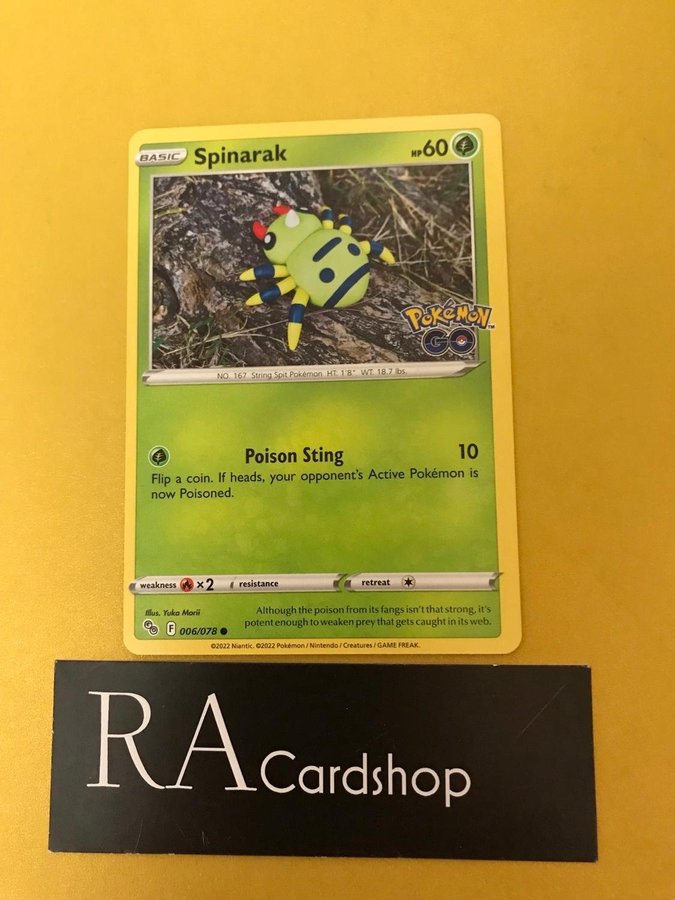 BASIC Spinarak HP60
Pokémon
GO
NO. 167 String Spit Pokémon HT: 1'8" WT: 18.7 lbs.
Poison Sting 10
Flip a coin. If heads, your opponent's Active Pokémon is
now Poisoned.
weakness ×2 resistance retreat
Illus. Yuka Morii
Although the poison from its fangs isn't that strong, it's
potent enough to weaken prey that gets caught in its web.
F 006/078
©2022 Niantic. ©2022 Pokémon / Nintendo / Creatures / GAME FREAK.
RA Cardshop